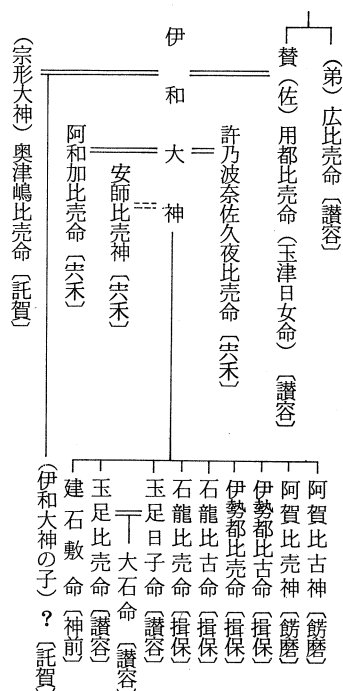 (弟)広比売命〔讃容〕
賛(佐)用都比売命(玉津日女命)〔讃容〕
許乃波奈佐久夜比売命〔宍禾〕
伊和大神
安師比売神〔宍禾〕
阿和加比売命〔宍禾〕
(宗形大神)奥津嶋比売命〔託賀〕
阿賀比古神〔餝磨〕
阿賀比売神〔餝磨〕
伊勢都比古命〔揖保〕
伊勢都比売命〔揖保〕
石龍比古命〔揖保〕
石龍比売命〔揖保〕
玉足日子命〔讃容〕
大石命〔讃容〕
玉足比売命〔讃容〕
建石敷命〔神前〕
(伊和大神の子)?〔託賀〕